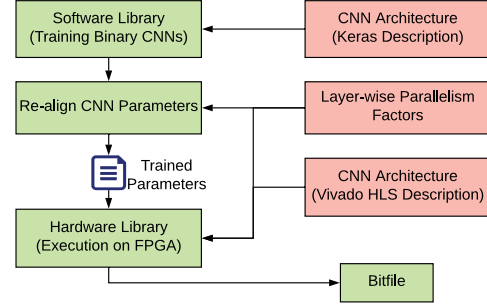 Software Library
(Training Binary CNNs)
CNN Architecture
(Keras Description)
Re-align CNN Parameters
Layer-wise Parallelism
Factors
Trained
Parameters
CNN Architecture
(Vivado HLS Description)
Hardware Library
(Execution on FPGA)
Bitfile